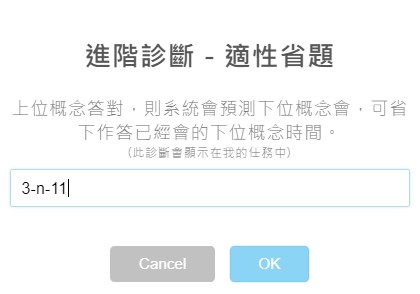 進階診斷 - 適性省題
上位概念答對，則系統會預測下位概念會，可省
下作答已經會的下位概念時間。
(此診斷會顯示在我的任務中)
3-n-11
Cancel OK